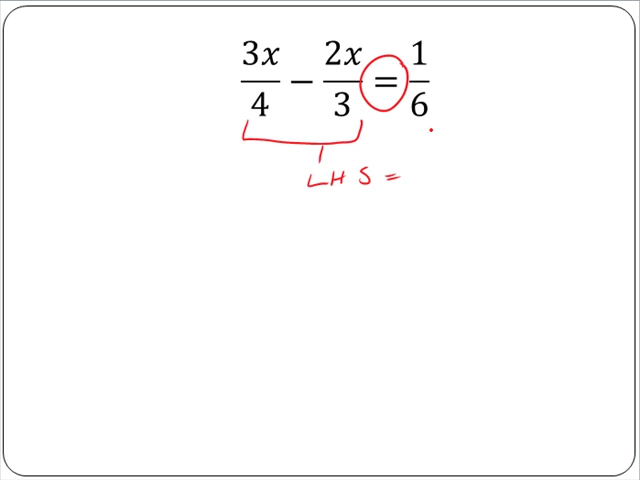 3x/4 − 2x/3 = 1/6
LHS =